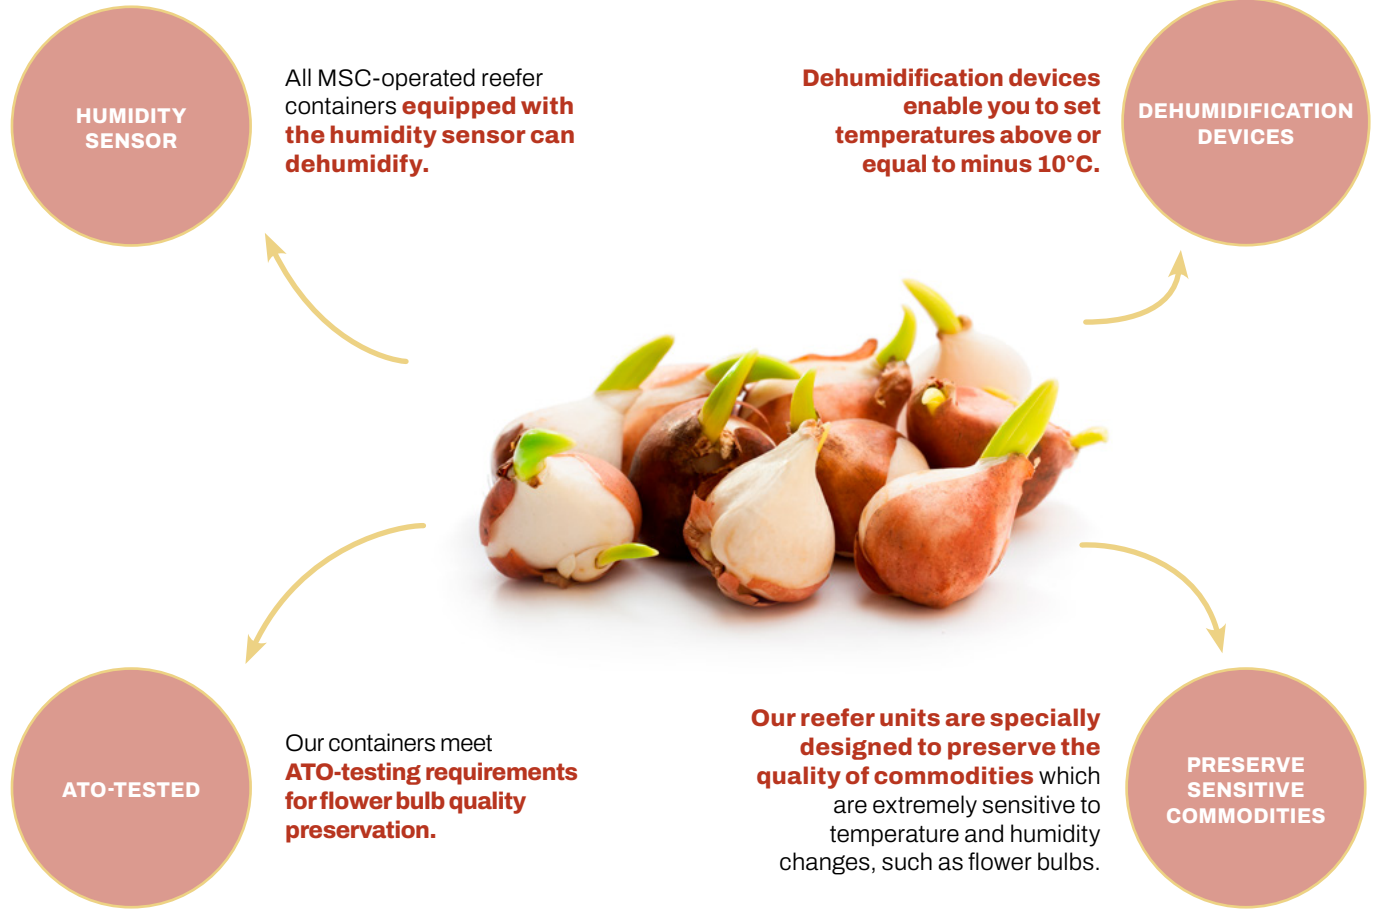 HUMIDITY
SENSOR
All MSC-operated reefer
containers equipped with
the humidity sensor can
dehumidify.
Dehumidification devices
enable you to set
temperatures above or
equal to minus 10°C.
DEHUMIDIFICATION
DEVICES
ATO-TESTED
Our containers meet
ATO-testing requirements
for flower bulb quality
preservation.
Our reefer units are specially
designed to preserve the
quality of commodities which
are extremely sensitive to
temperature and humidity
changes, such as flower bulbs.
PRESERVE
SENSITIVE
COMMODITIES